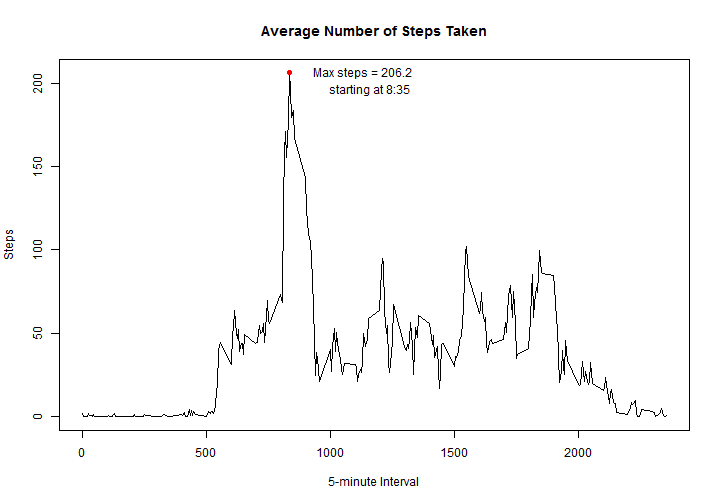 Average Number of Steps Taken
Max steps = 206.2
starting at 8:35
200
150
100
50
0
Steps
0
500
1000
1500
2000
5-minute Interval